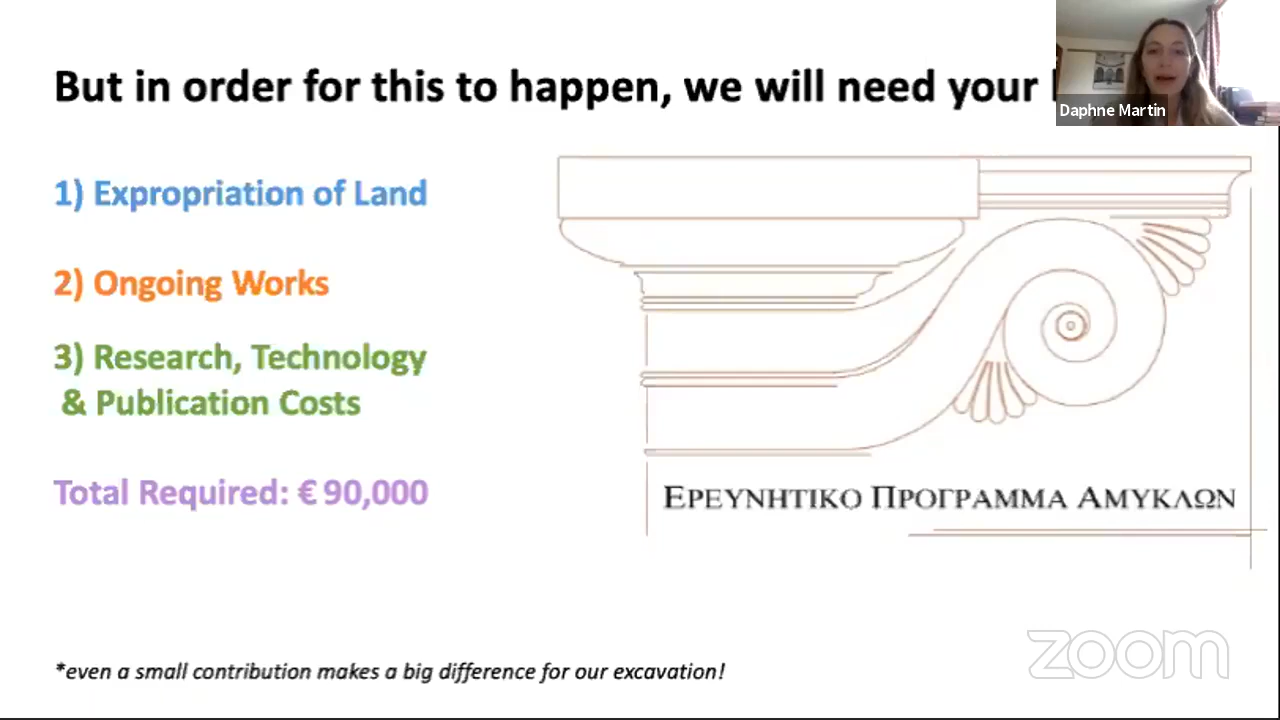 But in order for this to happen, we will need your
Daphne Martin
1) Expropriation of Land
2) Ongoing Works
3) Research, Technology
& Publication Costs
Total Required: € 90,000
ΕΡΕΥΝΗΤΙΚΟ ΠΡΟΓΡΑΜΜΑ ΑΜΥΚΛΩΝ
*even a small contribution makes a big difference for our excavation!
zoom